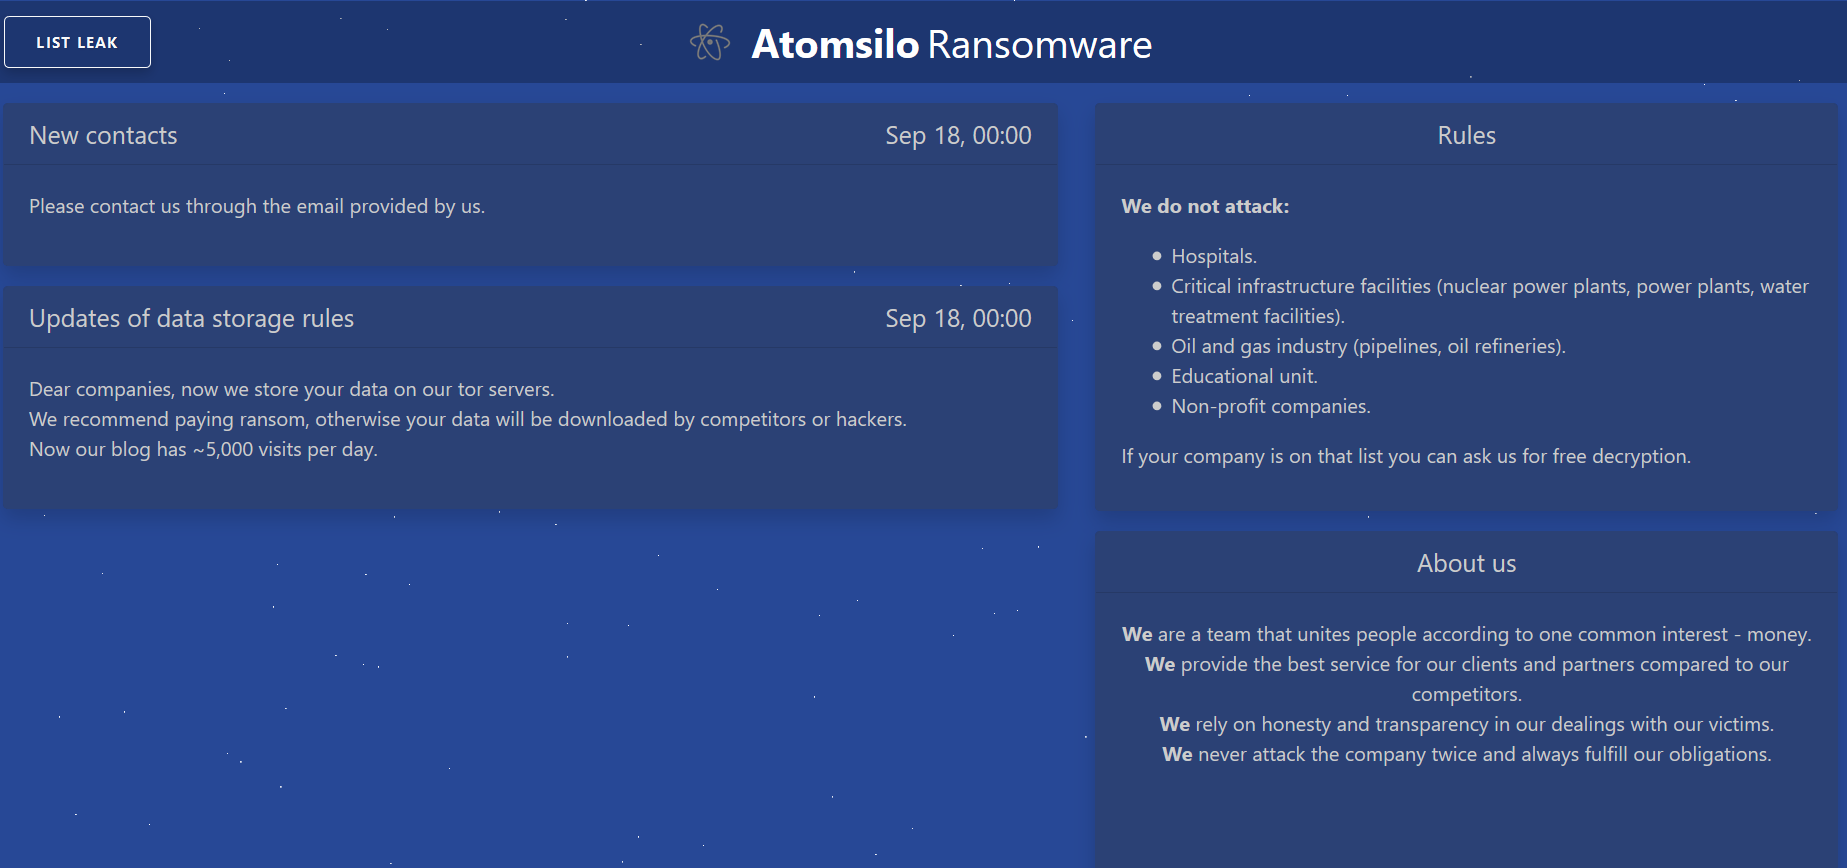 LIST LEAK
Atomsilo Ransomware
New contacts
Sep 18, 00:00
Please contact us through the email provided by us.
Updates of data storage rules
Sep 18, 00:00
Dear companies, now we store your data on our tor servers.
We recommend paying ransom, otherwise your data will be downloaded by competitors or hackers.
Now our blog has ~5,000 visits per day.
Rules
We do not attack:
• Hospitals.
• Critical infrastructure facilities (nuclear power plants, power plants, water
treatment facilities).
• Oil and gas industry (pipelines, oil refineries).
• Educational unit.
• Non-profit companies.
If your company is on that list you can ask us for free decryption.
About us
We are a team that unites people according to one common interest - money.
We provide the best service for our clients and partners compared to our
competitors.
We rely on honesty and transparency in our dealings with our victims.
We never attack the company twice and always fulfill our obligations.